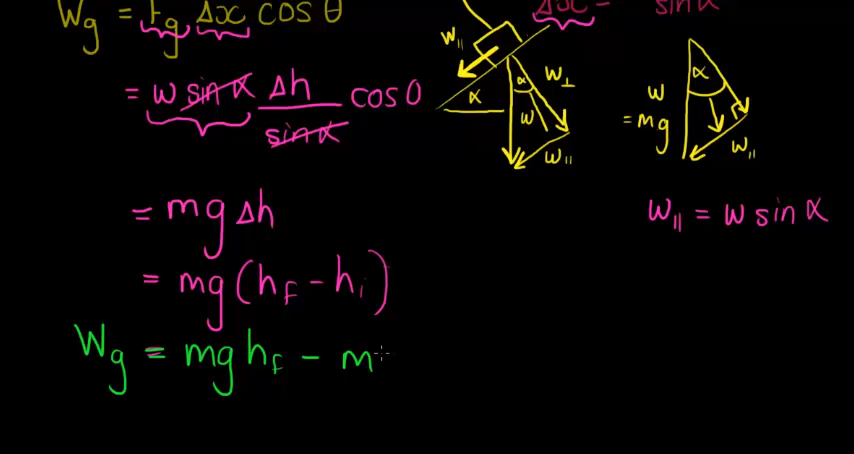 Wg = Fg Δx cos θ
Δx = sin α
= w sin α Δh / sin α cos θ
W∥ α α W W⊥ W∥
W = mg α W∥
= mg Δh
W∥ = W sin α
= mg (hf - hi)
Wg = mg hf - m